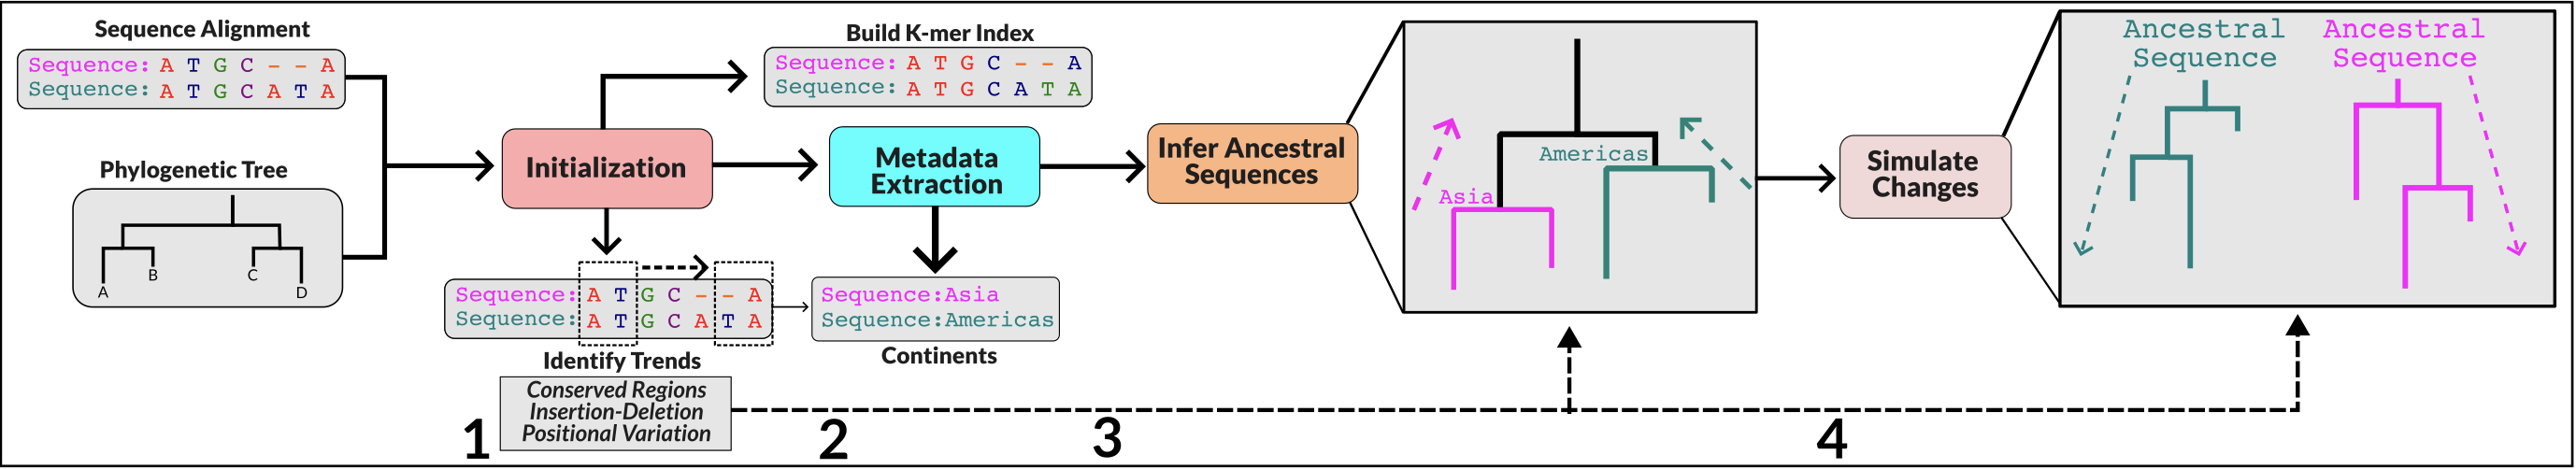 Sequence Alignment
Sequence: A T G C - - A
Sequence: A T G C A T A
Phylogenetic Tree
A
B
C
D
Initialization
Build K-mer Index
Sequence: A T G C - - A
Sequence: A T G C A T A
Sequence: A T G C - - A
Sequence: A T G C A T A
Identify Trends
Conserved Regions
Insertion-Deletion
Positional Variation
1
Metadata
Extraction
Sequence:Asia
Sequence:Americas
Continents
2
Infer Ancestral
Sequences
3
Americas
Asia
Simulate
Changes
4
Ancestral
Sequence
Ancestral
Sequence